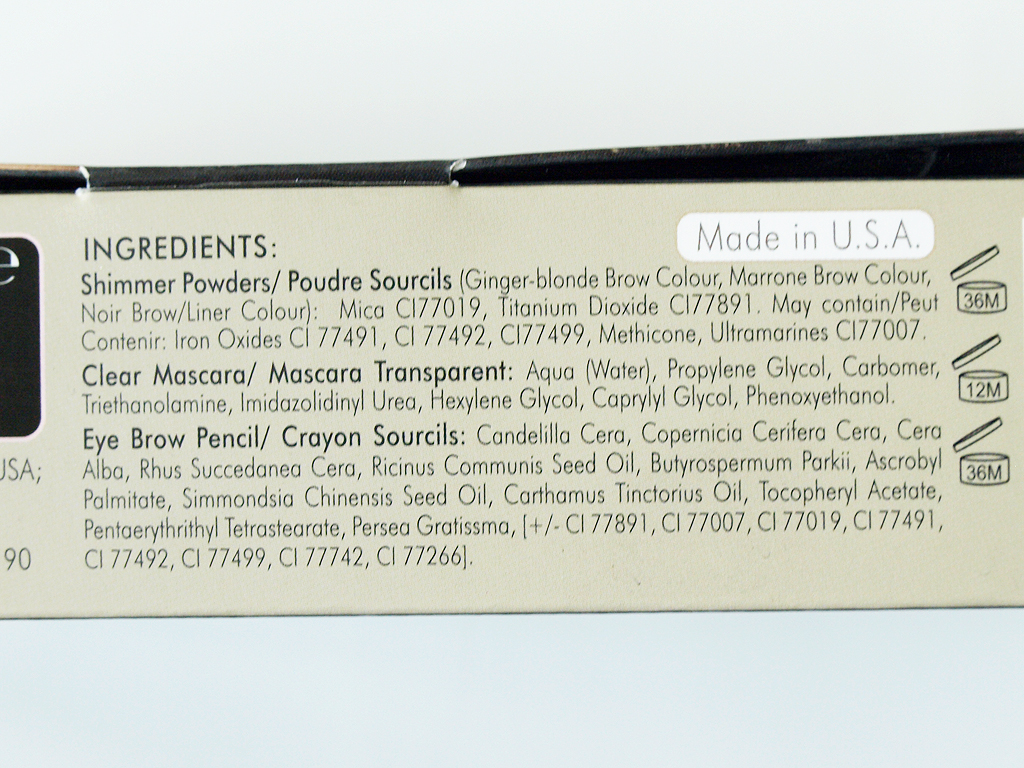 INGREDIENTS:
Made in U.S.A.
Shimmer Powders/ Poudre Sourcils (Ginger-blonde Brow Colour, Marrone Brow Colour,
Noir Brow/Liner Colour): Mica CI77019, Titanium Dioxide CI77891. May contain/Peut
Contenir: Iron Oxides CI 77491, CI 77492, CI77499, Methicone, Ultramarines CI77007.
36M
Clear Mascara/ Mascara Transparent: Aqua (Water), Propylene Glycol, Carbomer,
Triethanolamine, Imidazolidinyl Urea, Hexylene Glycol, Caprylyl Glycol, Phenoxyethanol.
12M
Eye Brow Pencil/ Crayon Sourcils: Candelilla Cera, Copernicia Cerifera Cera, Cera
Alba, Rhus Succedanea Cera, Ricinus Communis Seed Oil, Butyrospermum Parkii, Ascrobyl
Palmitate, Simmondsia Chinensis Seed Oil, Carthamus Tinctorius Oil, Tocopheryl Acetate,
Pentaerythrithyl Tetrastearate, Persea Gratissma, [+/- CI 77891, CI 77007, CI 77019, CI 77491,
CI 77492, CI 77499, CI 77742, CI 77266].
36M
e
USA;
90